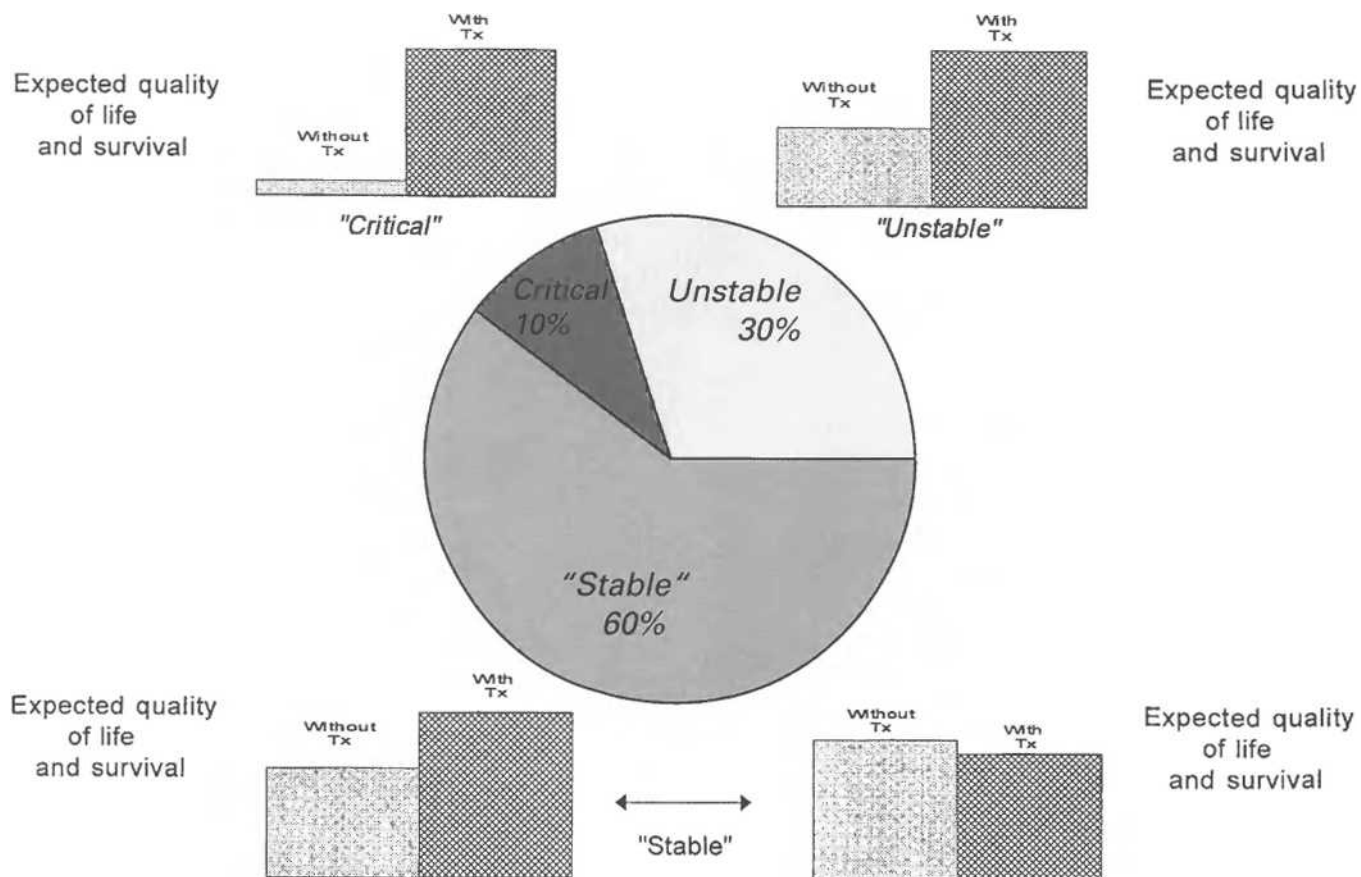 With
Tx
Without
Tx
Expected quality
of life
and survival
"Critical"
With
Tx
Without
Tx
Expected quality
of life
and survival
"Unstable"
Critical
10%
Unstable
30%
“Stable“
60%
Expected quality
of life
and survival
Without
Tx
With
Tx
"Stable"
Without
Tx
With
Tx
Expected quality
of life
and survival